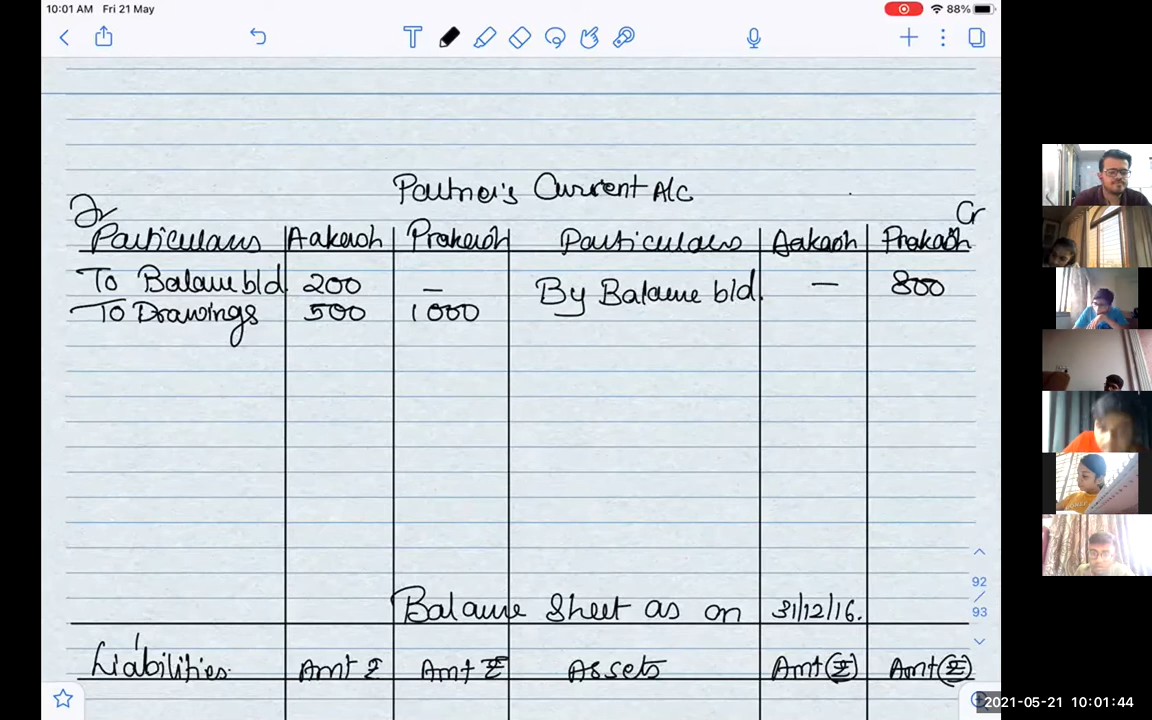 10:01 AM Fri 21 May
88%
T
Partner's Current A/C
Dr
Cr
Particulars Aakash Prakash Particulars Aakash Prakash
To Balance b/d 200 – By Balance b/d. – 800
To Drawings 500 1000
92
/
93
Balance Sheet as on 31/12/16.
Liabilities. Amt ₹ Amt ₹ Assets Amt (₹) Amt (₹)
2021-05-21 10:01:44